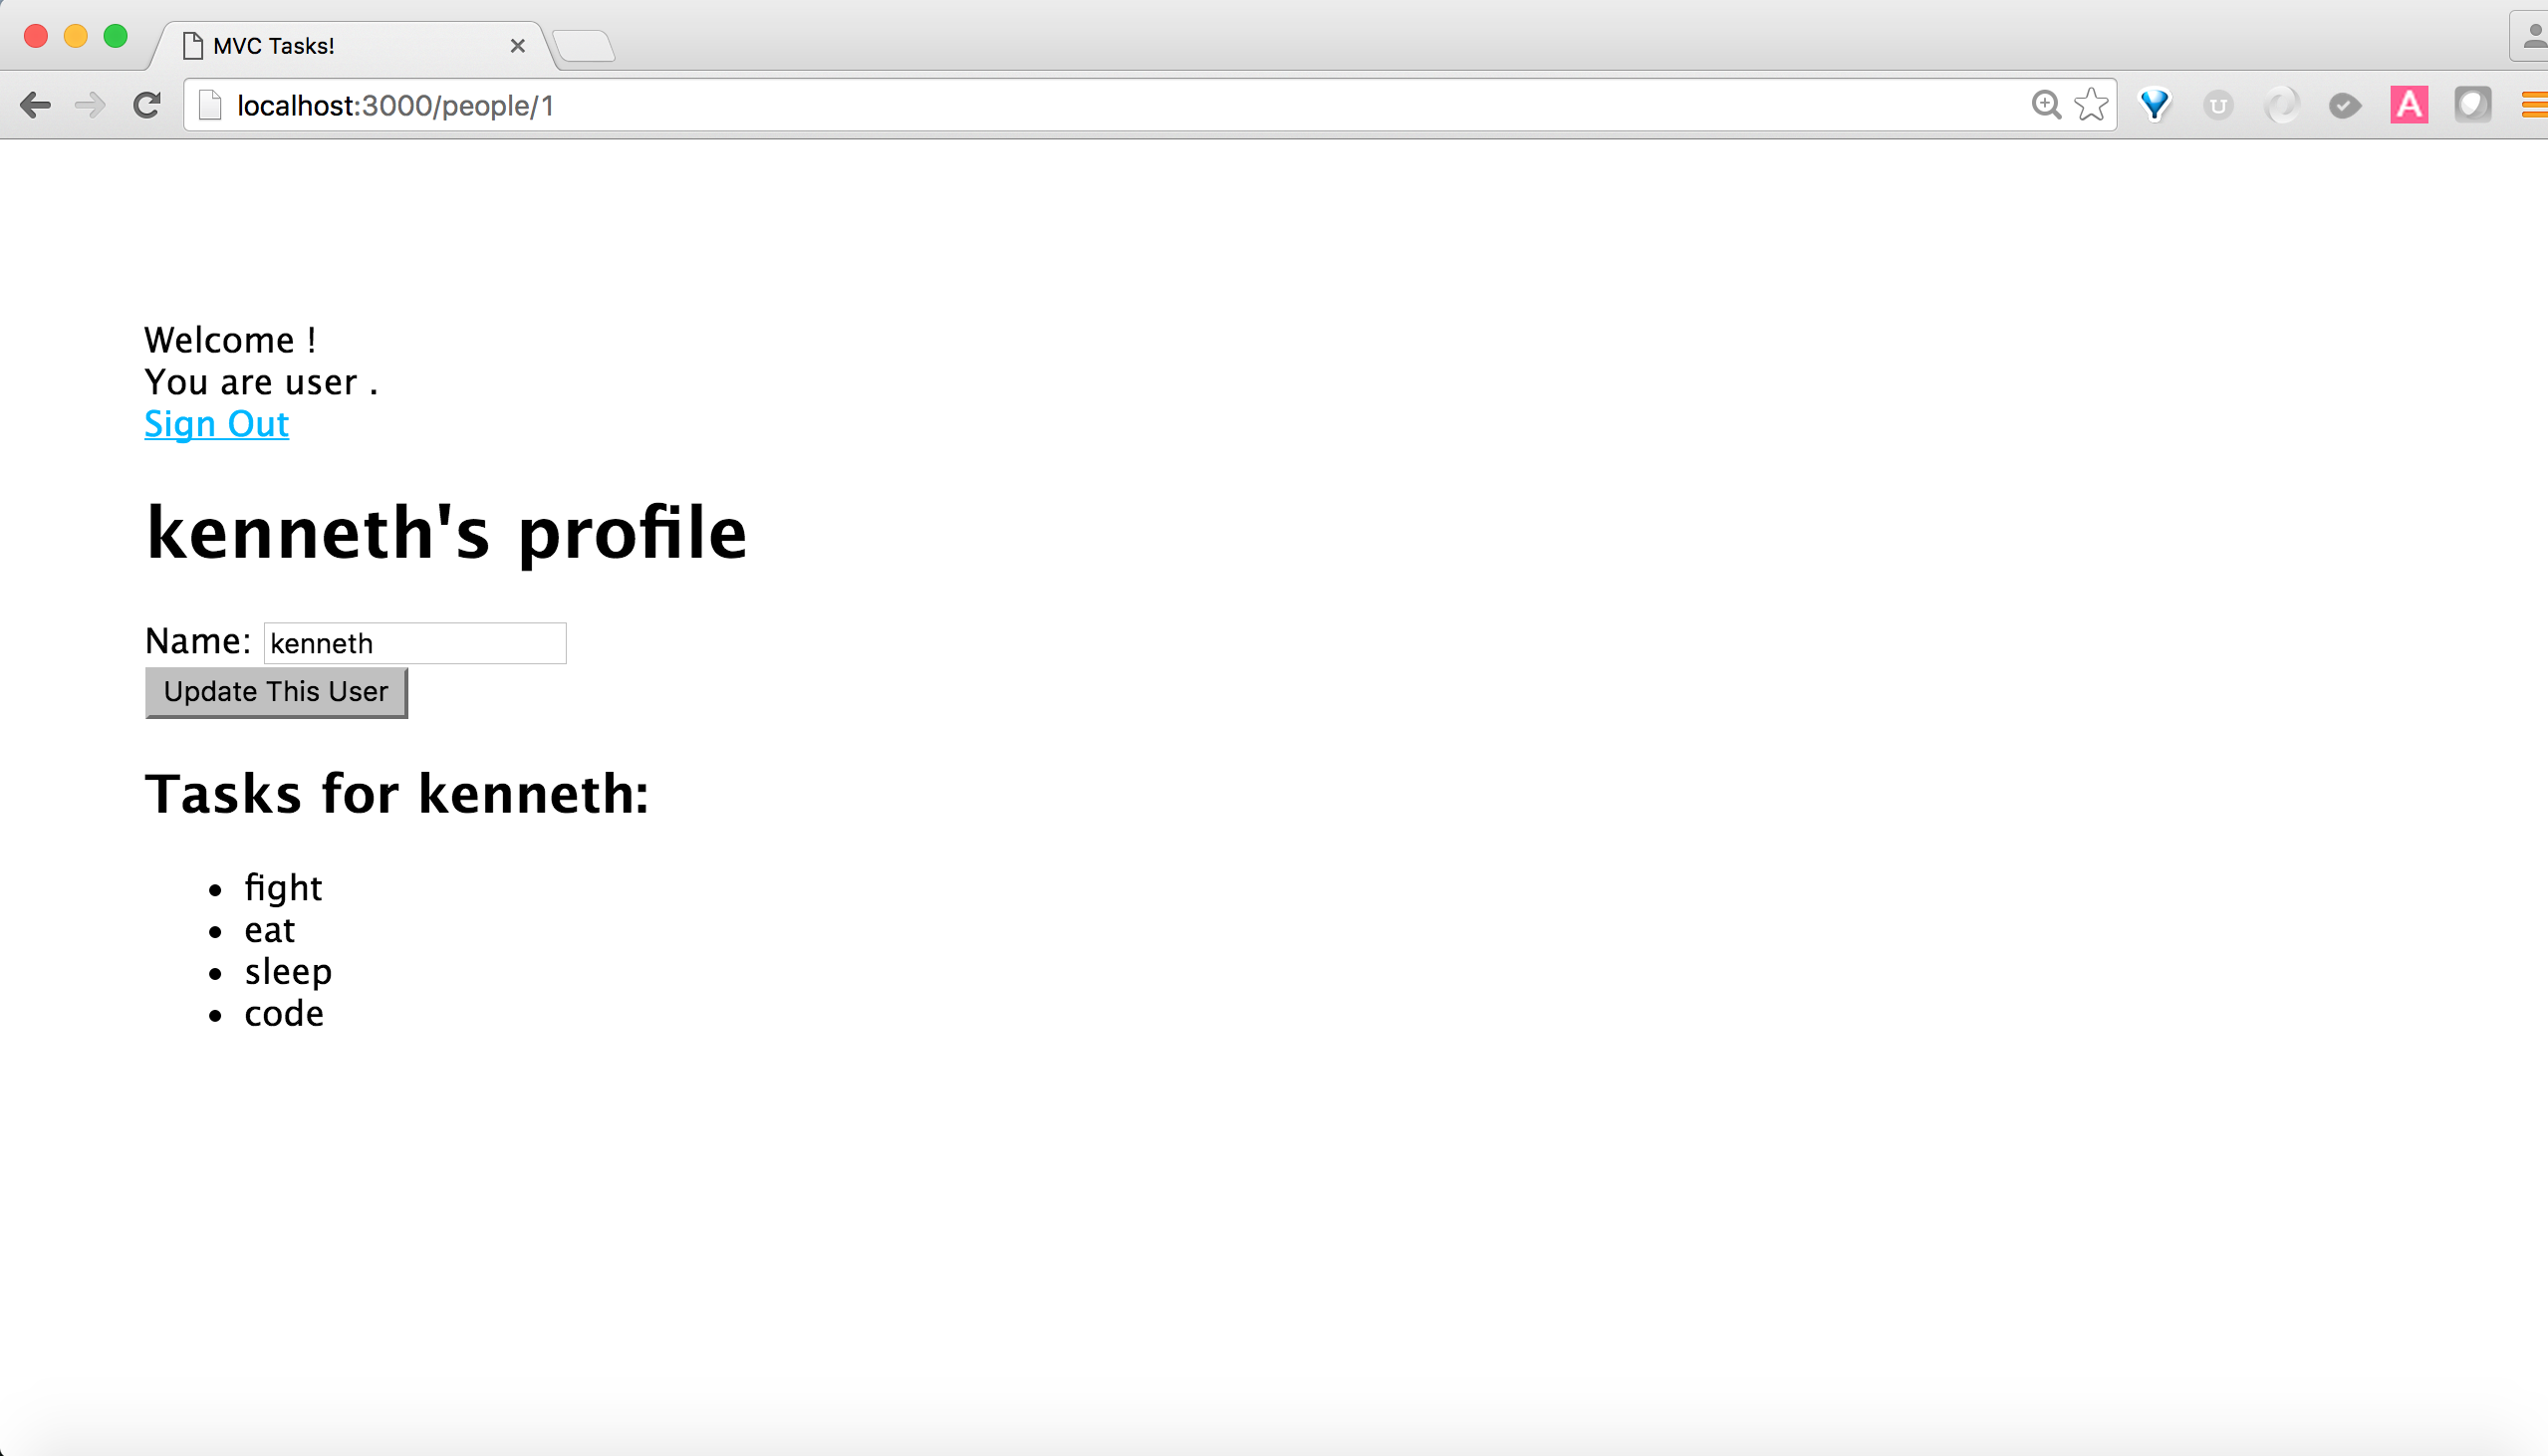 MVC Tasks!
localhost:3000/people/1
U
A
Welcome !
You are user .
Sign Out
kenneth's profile
Name: kenneth
Update This User
Tasks for kenneth:
fight
eat
sleep
code